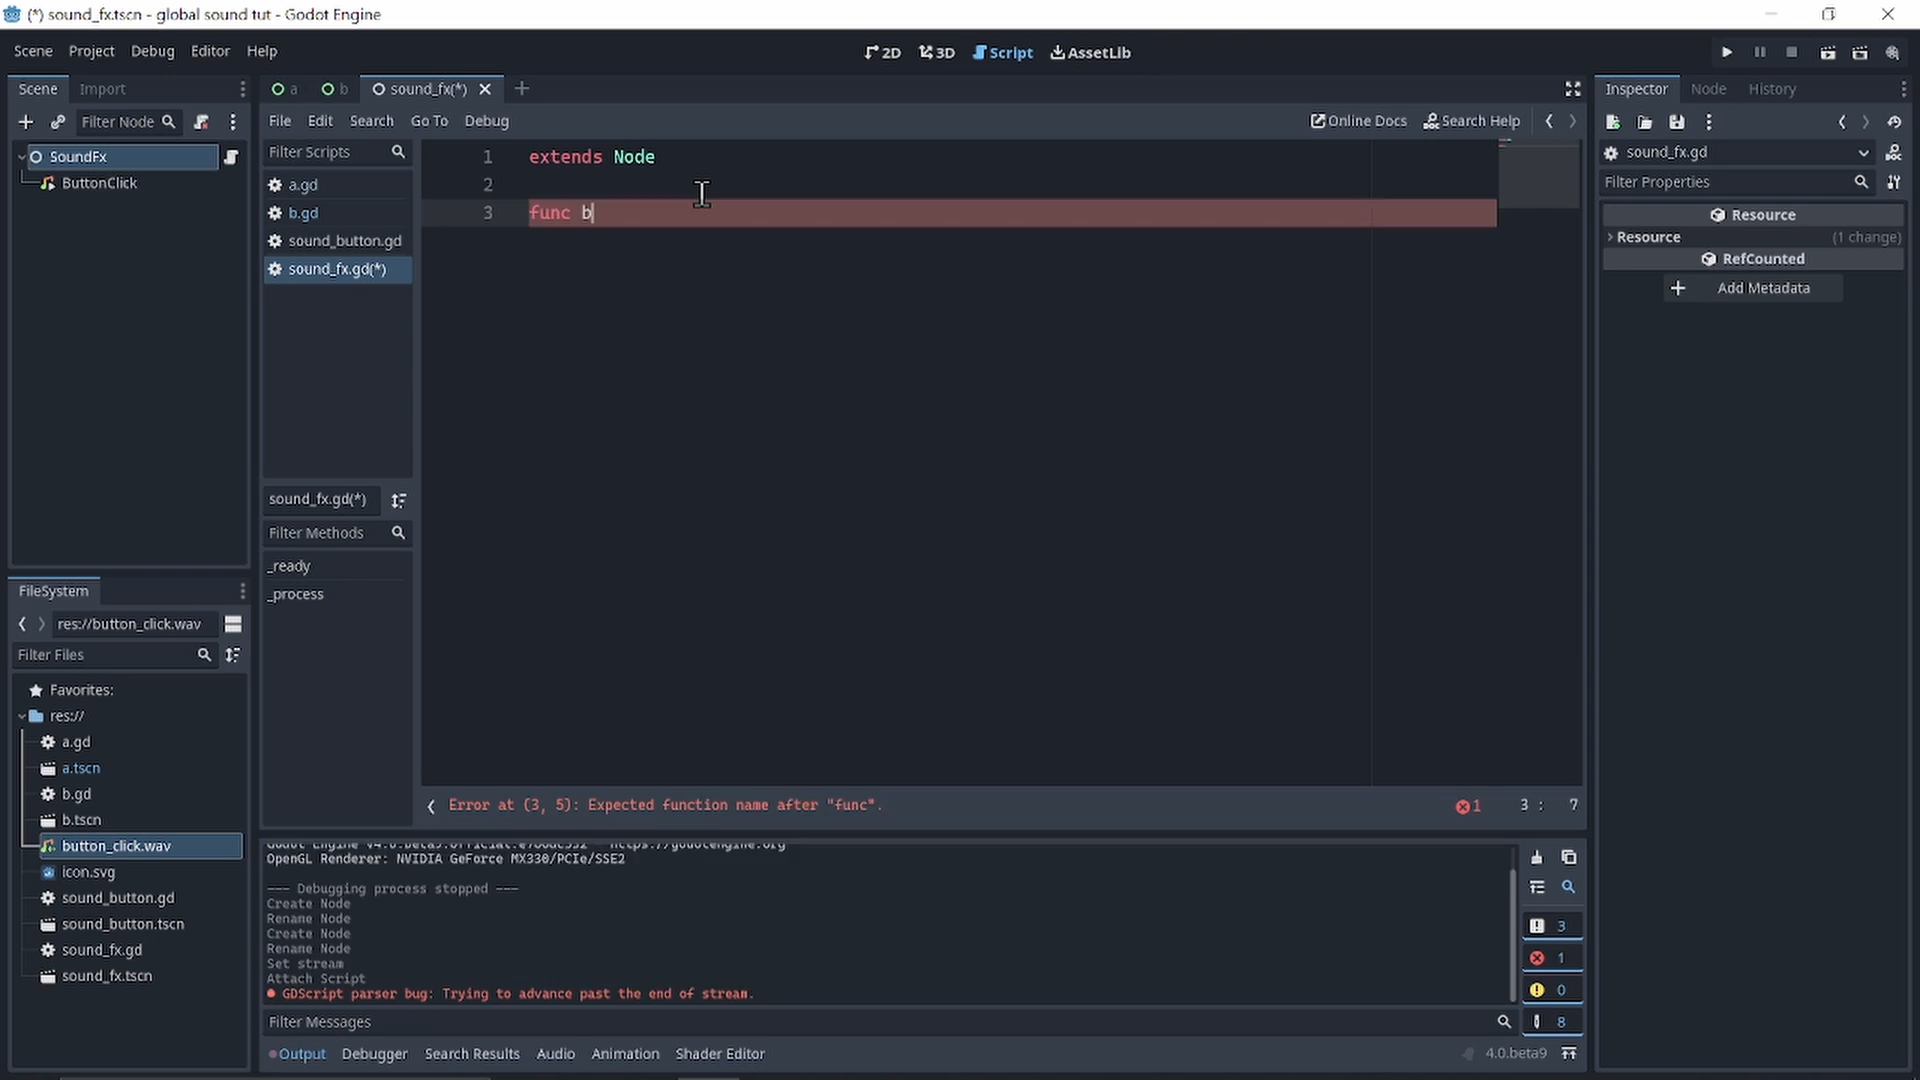 (*) sound_fx.tscn - global sound tut - Godot Engine
Scene Project Debug Editor Help
2D 3D Script AssetLib
Scene Import
Filter Node
SoundFx
ButtonClick
a b sound_fx(*)
File Edit Search Go To Debug
Online Docs Search Help
Filter Scripts
a.gd
b.gd
sound_button.gd
sound_fx.gd(*)
sound_fx.gd(*)
Filter Methods
_ready
_process
1 extends Node
2
3 func b
Error at (3, 5): Expected function name after "func".
1 3 : 7
Inspector Node History
sound_fx.gd
Filter Properties
Resource
Resource (1 change)
RefCounted
Add Metadata
FileSystem
res://button_click.wav
Filter Files
Favorites:
res://
a.gd
a.tscn
b.gd
b.tscn
button_click.wav
icon.svg
sound_button.gd
sound_button.tscn
sound_fx.gd
sound_fx.tscn
OpenGL Renderer: NVIDIA GeForce MX330/PCIe/SSE2
--- Debugging process stopped ---
Create Node
Rename Node
Create Node
Rename Node
Set stream
Attach Script
GDScript parser bug: Trying to advance past the end of stream.
Filter Messages
3
1
0
8
Output Debugger Search Results Audio Animation Shader Editor
4.0.beta9